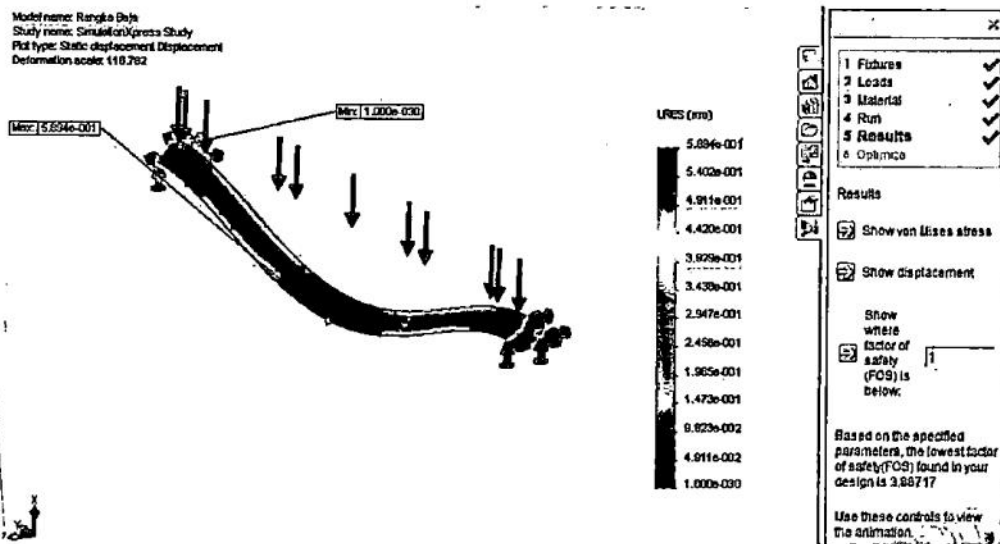 Model name: Rangka Baja
Study name: SimulationXpress Study
Plot type: Static displacement Displacement
Deformation scale: 118.782
Max: 5.894e-001
Min: 1.000e-030
URES (mm)
5.894e-001
5.402e-001
4.911e-001
4.420e-001
3.929e-001
3.438e-001
2.947e-001
2.456e-001
1.965e-001
1.473e-001
9.823e-002
4.911e-002
1.000e-030
1 Fixtures
2 Loads
3 Material
4 Run
5 Results
6 Optimize
Results
Show von Mises stress
Show displacement
Show
where
factor of
safety
(FOS) is
below:
1
Based on the specified
parameters, the lowest factor
of safety(FOS) found in your
design is 3.88717
Use these controls to view
the animation.
X